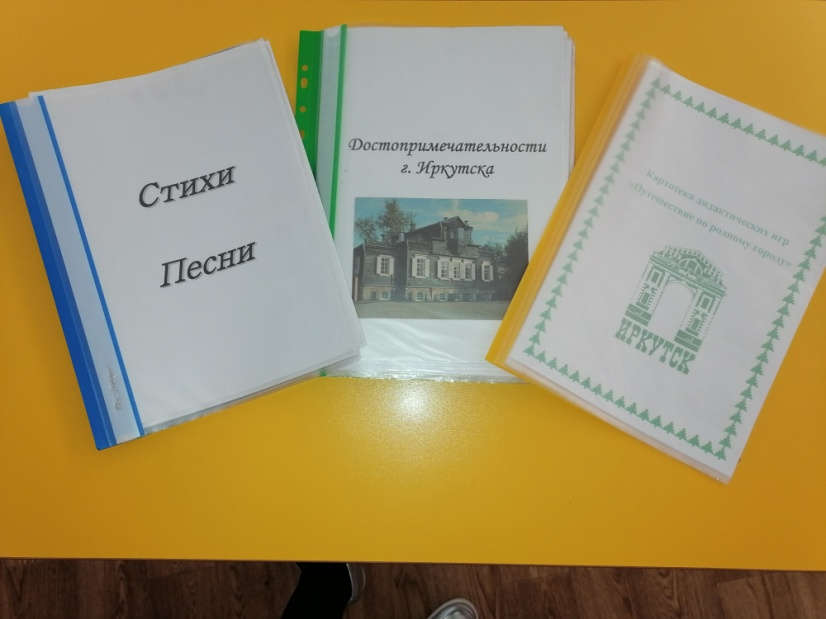 Стихи
Песни
Достопримечательности
г. Иркутска
Картотека дидактических игр
«Путешествие по родному городу»
ИРКУТСК